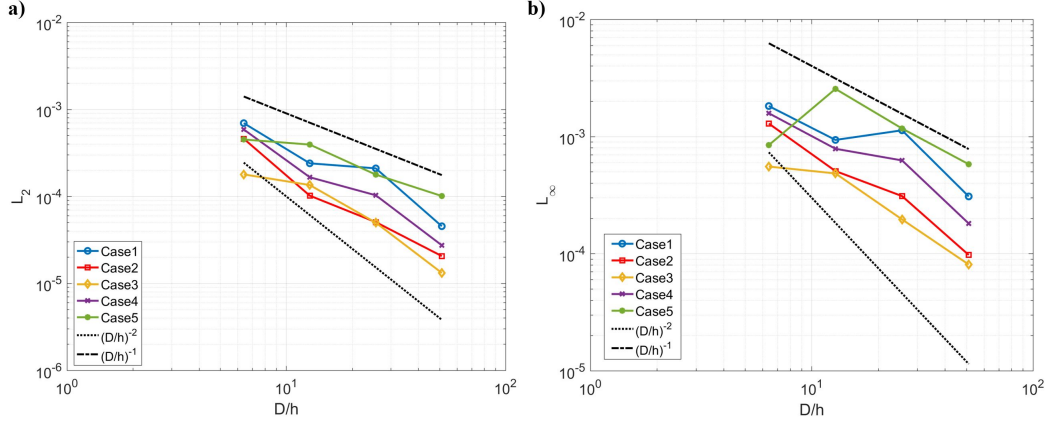 a)
10^-2
10^-3
10^-4
10^-5
10^-6
L_2
Case1
Case2
Case3
Case4
Case5
(D/h)^-2
(D/h)^-1
10^0
10^1
10^2
D/h
b)
10^-2
10^-3
10^-4
10^-5
L_∞
Case1
Case2
Case3
Case4
Case5
(D/h)^-2
(D/h)^-1
10^0
10^1
10^2
D/h